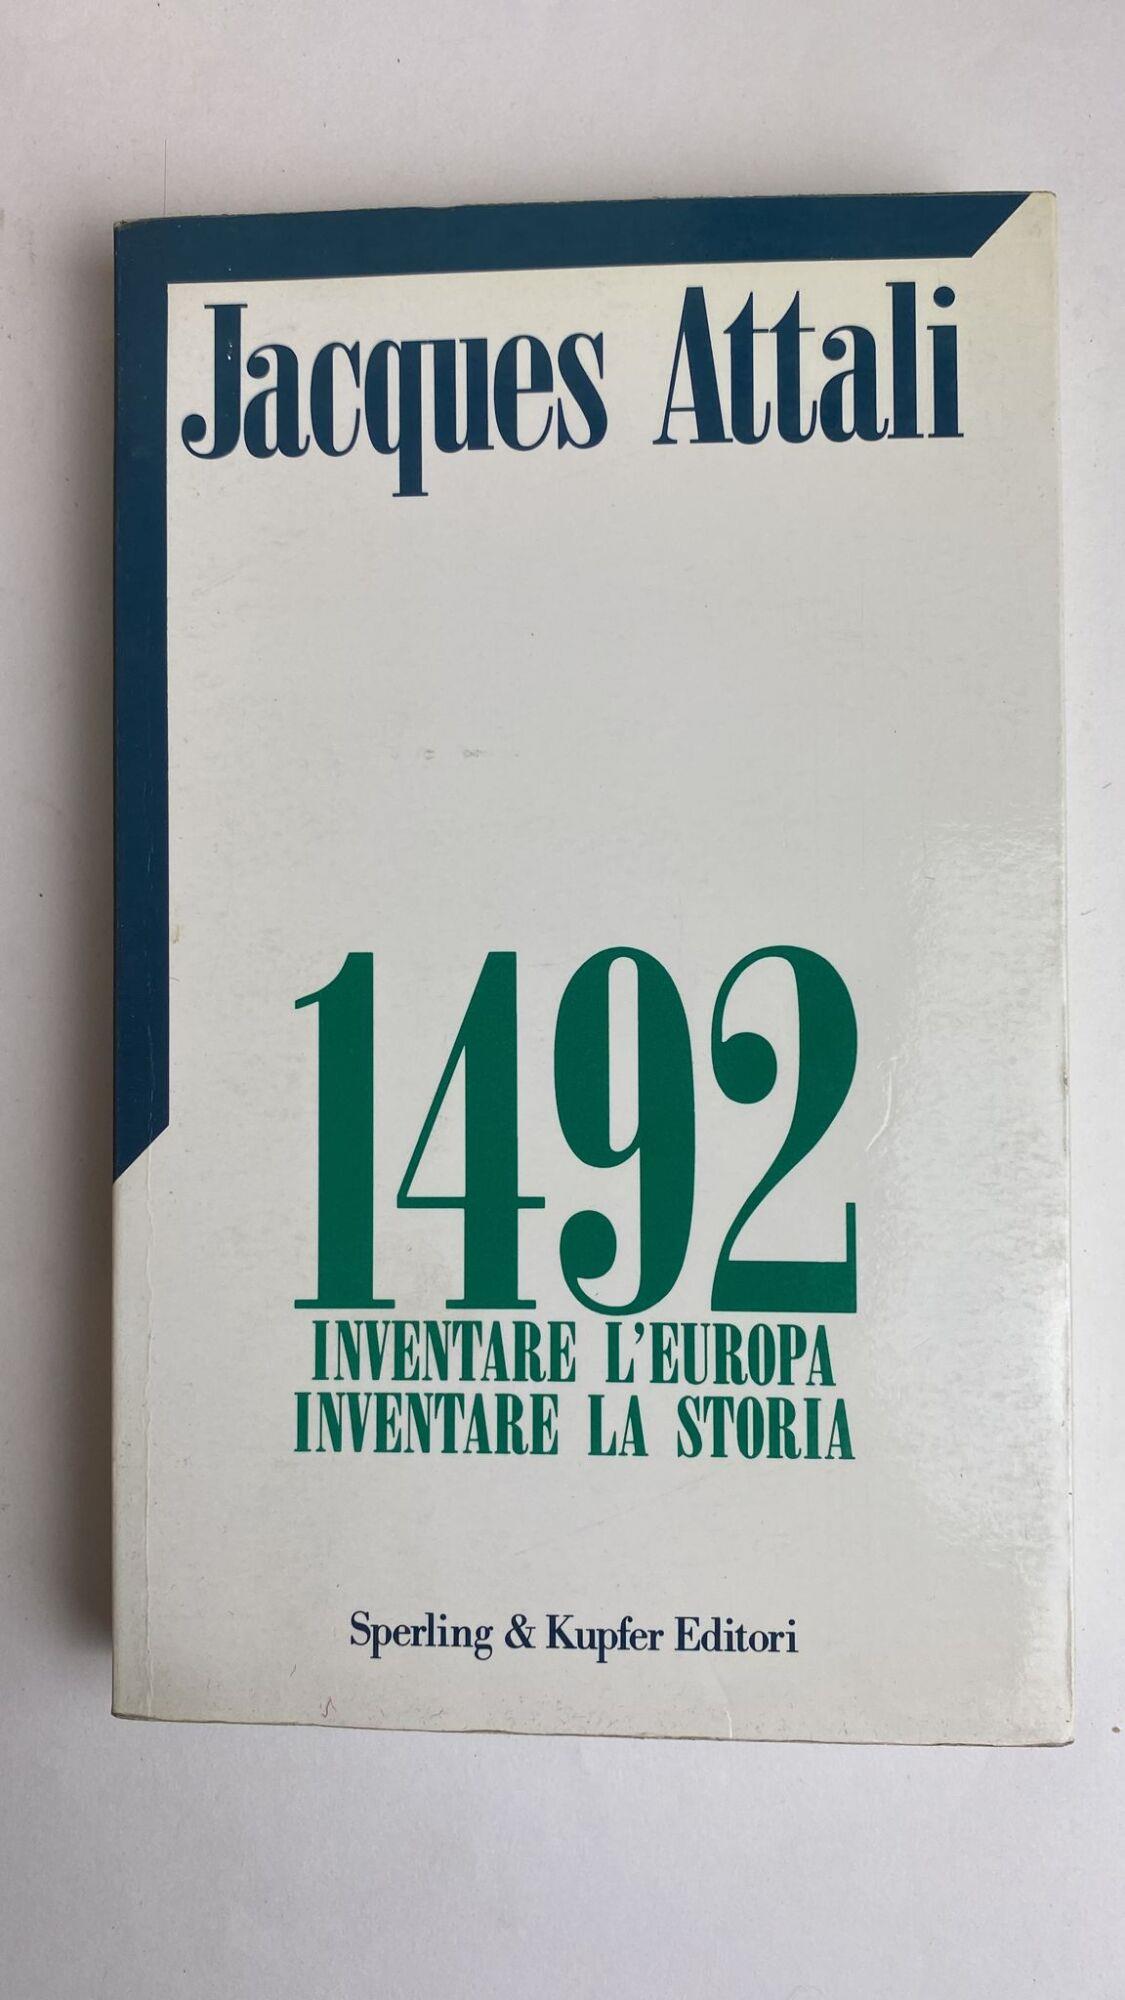 Jacques Attali
1492
INVENTARE L'EUROPA
INVENTARE LA STORIA
Sperling & Kupfer Editori